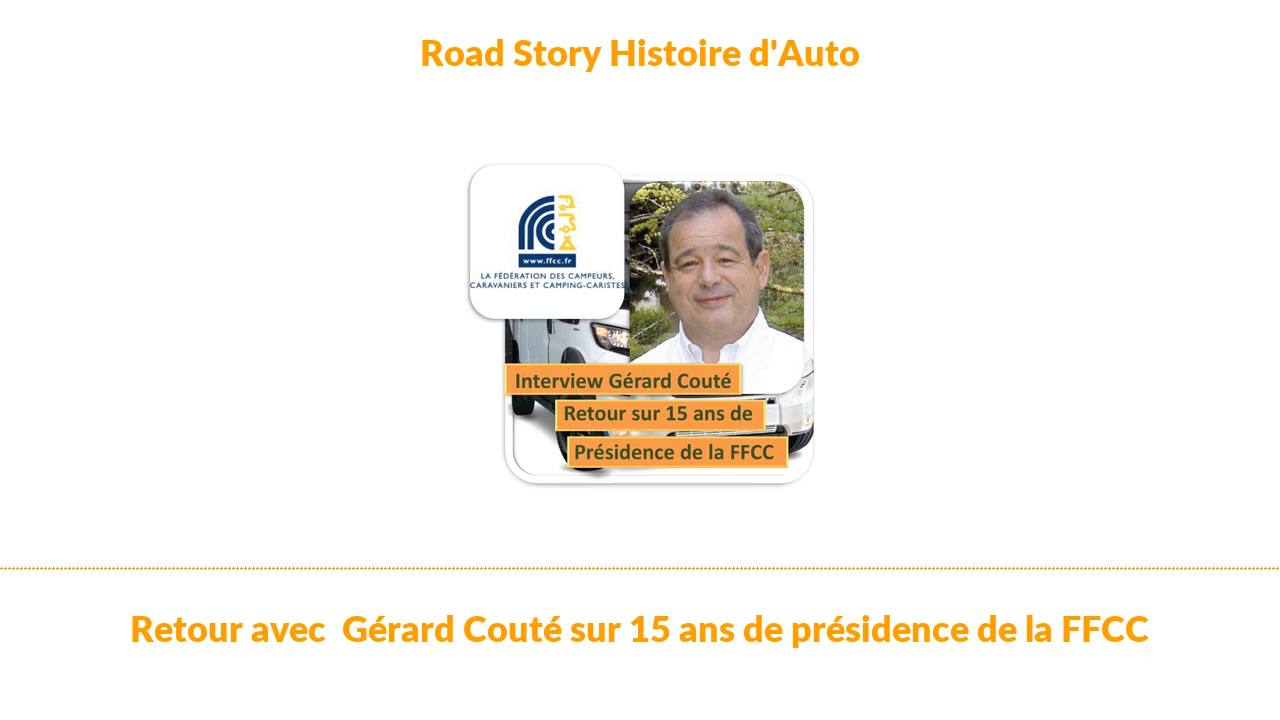 Road Story Histoire d'Auto
www.ffcc.fr
LA FÉDÉRATION DES CAMPEURS,
CARAVANIERS ET CAMPING-CARISTES
Interview Gérard Couté
Retour sur 15 ans de
Présidence de la FFCC
Retour avec  Gérard Couté sur 15 ans de présidence de la FFCC